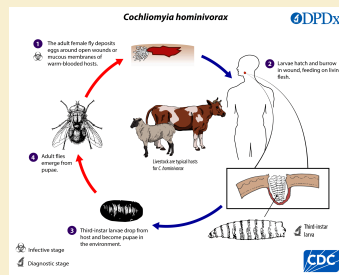 Cochliomyia hominivorax
DPDx
1 The adult female fly deposits
eggs around open wounds or
mucous membranes of
warm-blooded hosts.
2 Larvae hatch and burrow
in wound, feeding on living
flesh.
Livestock are typical hosts
for C. hominivorax
4 Adult flies
emerge from
pupae.
3 Third-instar larvae drop from
host and become pupae in
the environment.
Third-instar
larva
Infective stage
Diagnostic stage
CDC